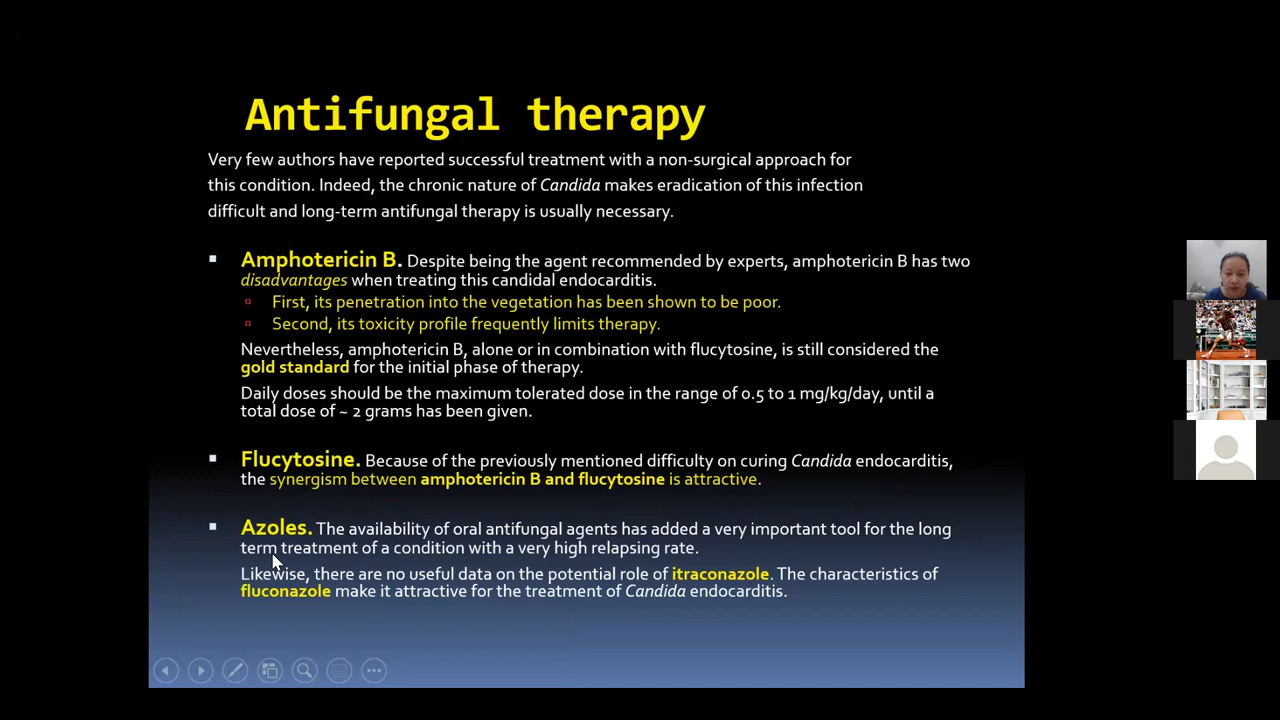 Antifungal therapy
Very few authors have reported successful treatment with a non-surgical approach for
this condition. Indeed, the chronic nature of Candida makes eradication of this infection
difficult and long-term antifungal therapy is usually necessary.
Amphotericin B. Despite being the agent recommended by experts, amphotericin B has two
disadvantages when treating this candidal endocarditis.
First, its penetration into the vegetation has been shown to be poor.
Second, its toxicity profile frequently limits therapy.
Nevertheless, amphotericin B, alone or in combination with flucytosine, is still considered the
gold standard for the initial phase of therapy.
Daily doses should be the maximum tolerated dose in the range of 0.5 to 1 mg/kg/day, until a
total dose of ~ 2 grams has been given.
Flucytosine. Because of the previously mentioned difficulty on curing Candida endocarditis,
the synergism between amphotericin B and flucytosine is attractive.
Azoles. The availability of oral antifungal agents has added a very important tool for the long
term treatment of a condition with a very high relapsing rate.
Likewise, there are no useful data on the potential role of itraconazole. The characteristics of
fluconazole make it attractive for the treatment of Candida endocarditis.